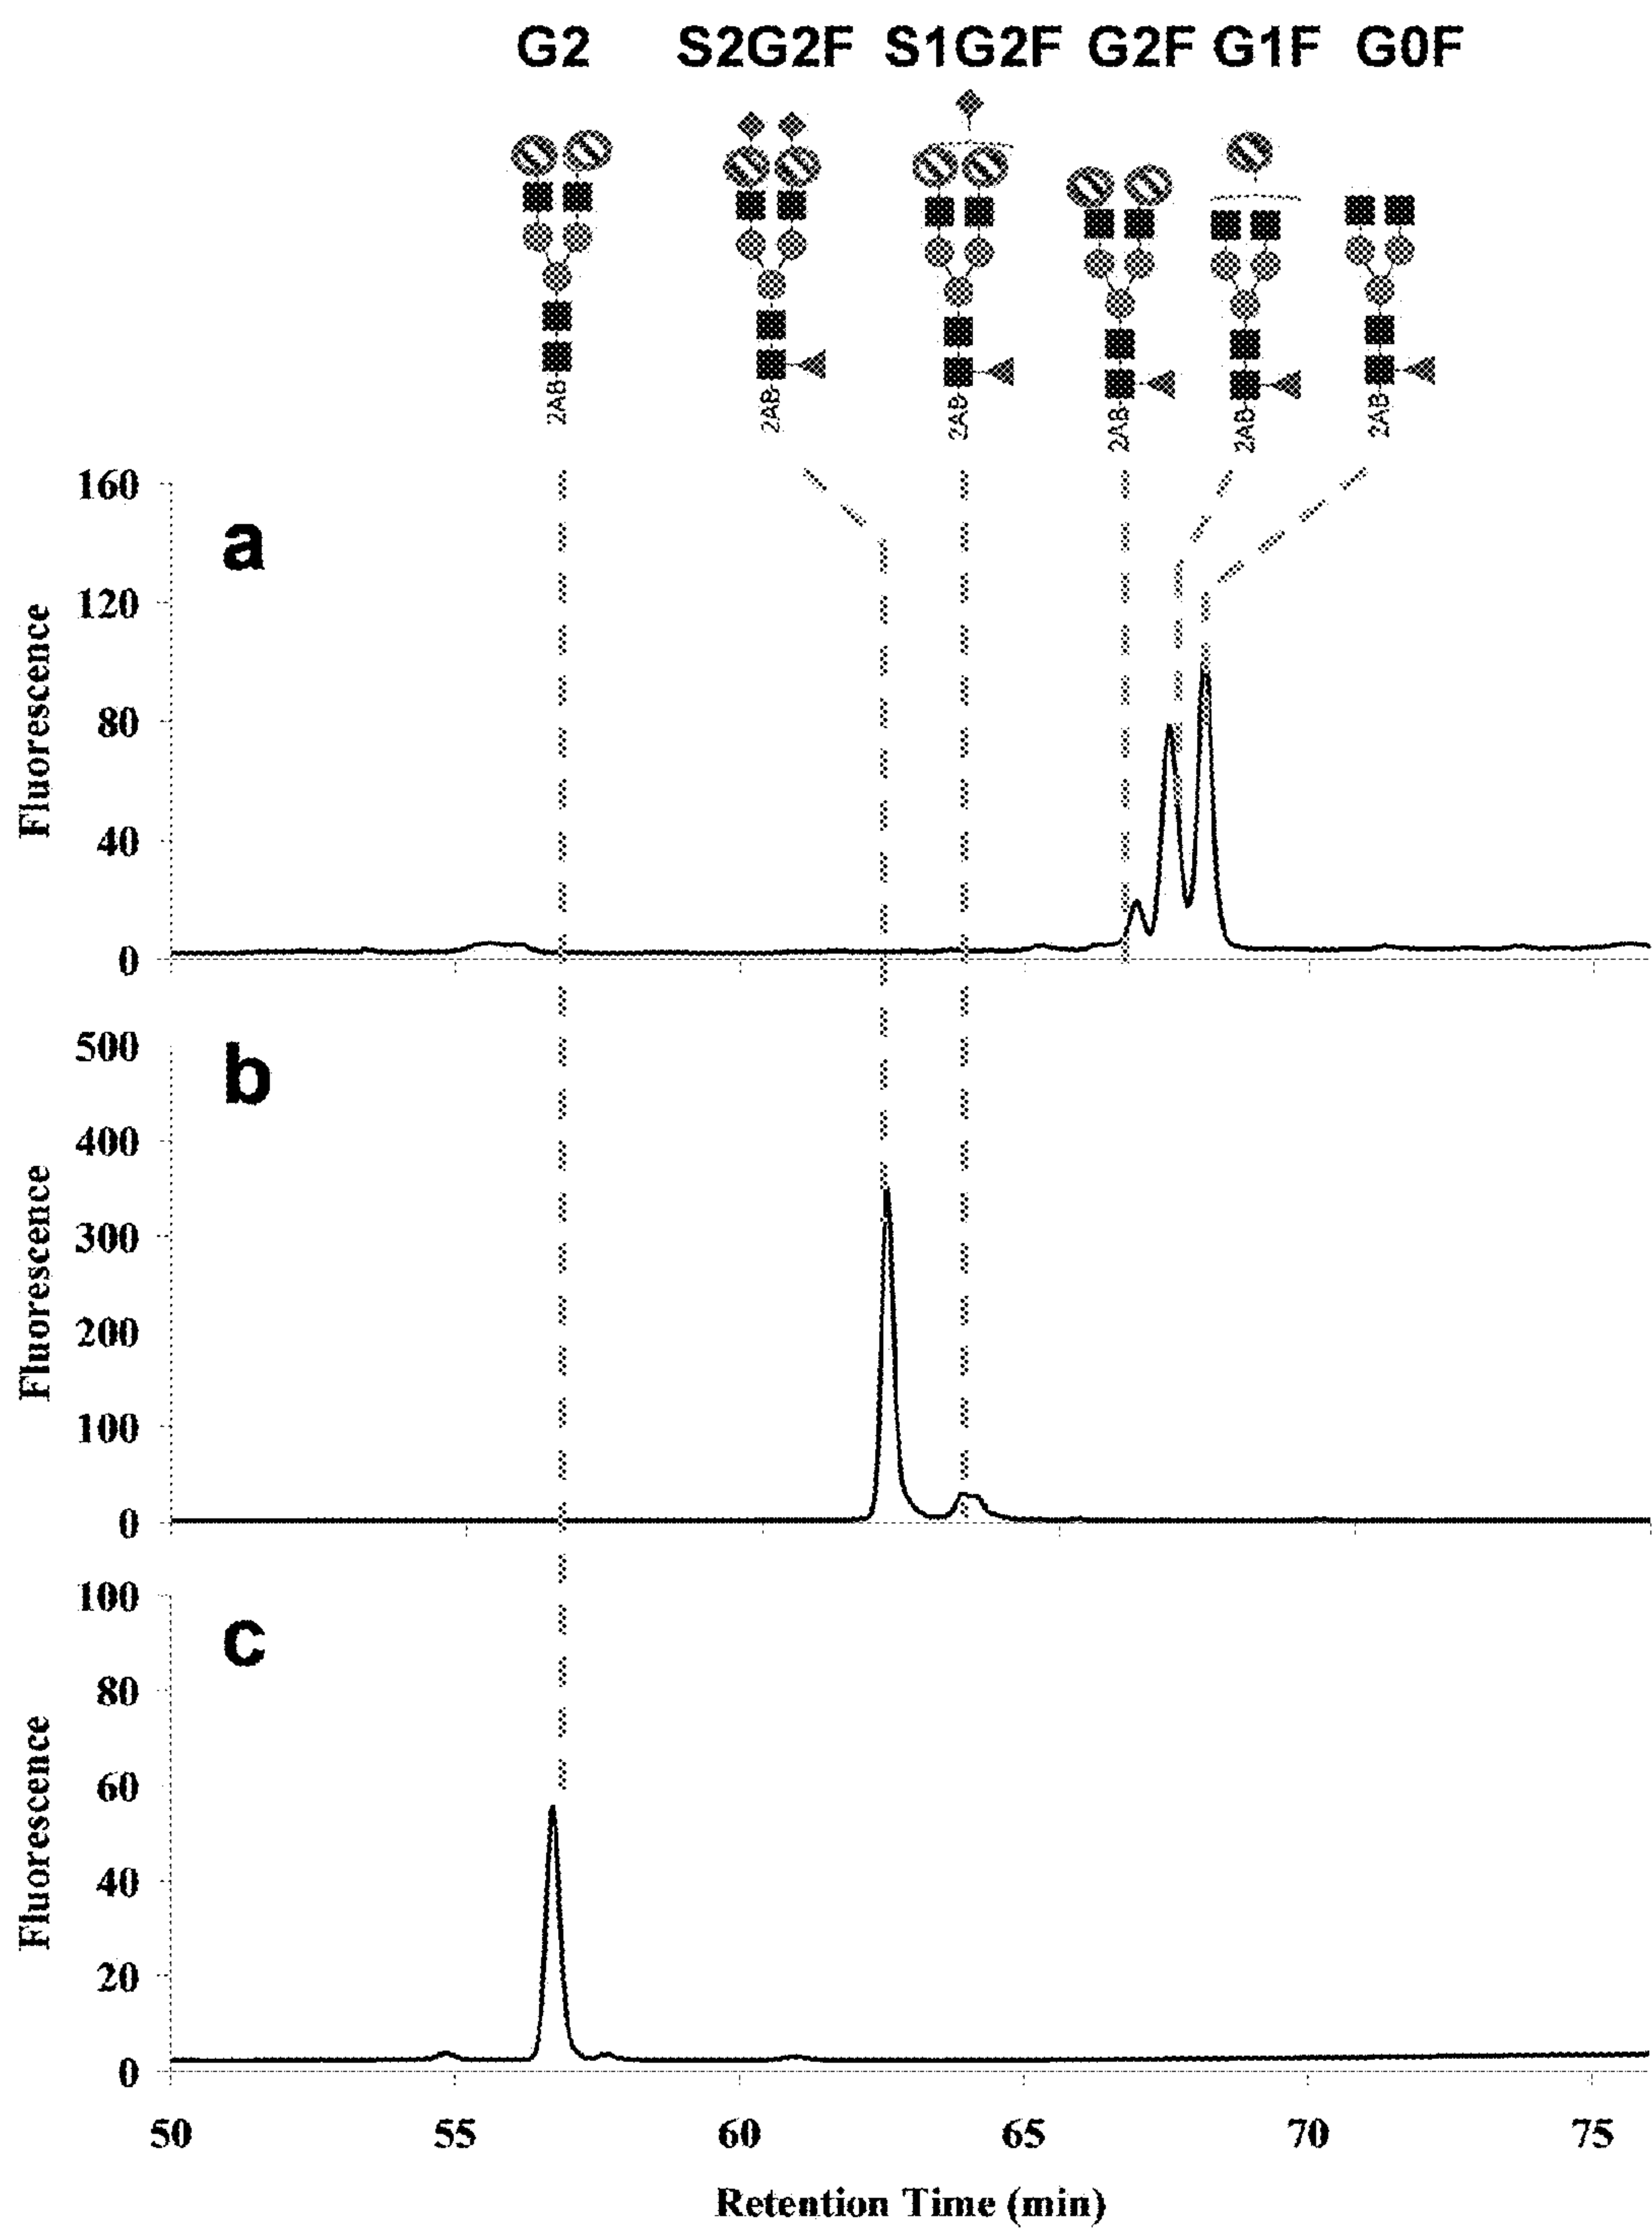 G2 S2G2F S1G2F G2F G1F G0F
2AB 2AB 2AB 2AB 2AB 2AB
a
Fluorescence
160
120
80
40
0
b
Fluorescence
500
400
300
200
100
0
c
Fluorescence
100
80
60
40
20
0
50 55 60 65 70 75
Retention Time (min)